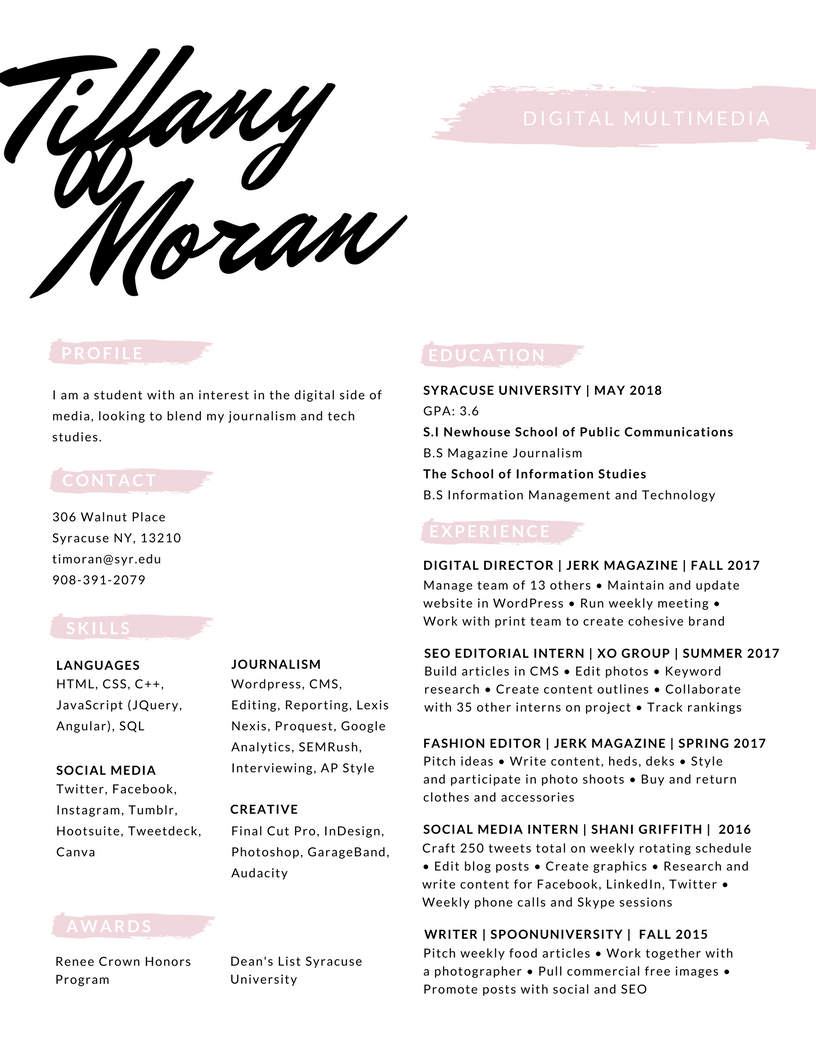 Tiffany
Moran
DIGITAL MULTIMEDIA
PROFILE
I am a student with an interest in the digital side of
media, looking to blend my journalism and tech
studies.
CONTACT
306 Walnut Place
Syracuse NY, 13210
timoran@syr.edu
908-391-2079
SKILLS
LANGUAGES
HTML, CSS, C++,
JavaScript (JQuery,
Angular), SQL
SOCIAL MEDIA
Twitter, Facebook,
Instagram, Tumblr,
Hootsuite, Tweetdeck,
Canva
JOURNALISM
Wordpress, CMS,
Editing, Reporting, Lexis
Nexis, Proquest, Google
Analytics, SEMRush,
Interviewing, AP Style
CREATIVE
Final Cut Pro, InDesign,
Photoshop, GarageBand,
Audacity
AWARDS
Renee Crown Honors
Program
Dean's List Syracuse
University
EDUCATION
SYRACUSE UNIVERSITY | MAY 2018
GPA: 3.6
S.I Newhouse School of Public Communications
B.S Magazine Journalism
The School of Information Studies
B.S Information Management and Technology
EXPERIENCE
DIGITAL DIRECTOR | JERK MAGAZINE | FALL 2017
Manage team of 13 others • Maintain and update
website in WordPress • Run weekly meeting •
Work with print team to create cohesive brand
SEO EDITORIAL INTERN | XO GROUP | SUMMER 2017
Build articles in CMS • Edit photos • Keyword
research • Create content outlines • Collaborate
with 35 other interns on project • Track rankings
FASHION EDITOR | JERK MAGAZINE | SPRING 2017
Pitch ideas • Write content, heds, deks • Style
and participate in photo shoots • Buy and return
clothes and accessories
SOCIAL MEDIA INTERN | SHANI GRIFFITH | 2016
Craft 250 tweets total on weekly rotating schedule
• Edit blog posts • Create graphics • Research and
write content for Facebook, LinkedIn, Twitter •
Weekly phone calls and Skype sessions
WRITER | SPOONUNIVERSITY | FALL 2015
Pitch weekly food articles • Work together with
a photographer • Pull commercial free images •
Promote posts with social and SEO